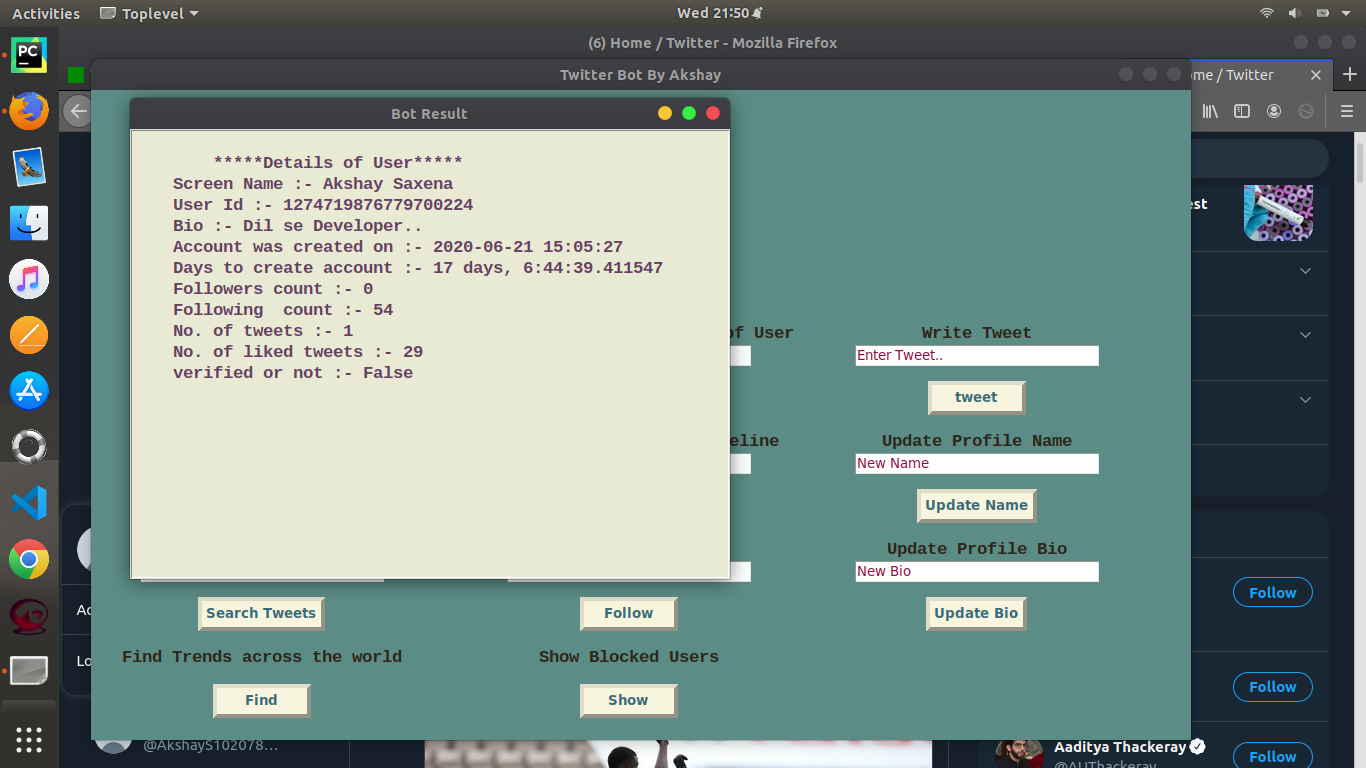 Activities
Toplevel
Wed 21:50
(6) Home / Twitter - Mozilla Firefox
Twitter Bot By Akshay
ome / Twitter
Bot Result
*****Details of User*****
Screen Name :- Akshay Saxena
User Id :- 1274719876779700224
Bio :- Dil se Developer..
Account was created on :- 2020-06-21 15:05:27
Days to create account :- 17 days, 6:44:39.411547
Followers count :- 0
Following  count :- 54
No. of tweets :- 1
No. of liked tweets :- 29
verified or not :- False
est
of User
Write Tweet
Enter Tweet..
tweet
eline
Update Profile Name
New Name
Update Name
Update Profile Bio
New Bio
Search Tweets
Follow
Update Bio
Find Trends across the world
Show Blocked Users
Find
Show
PC
Ac
Lo
Follow
Follow
Follow
@AkshayS102078...
Aaditya Thackeray
@AUThackeray